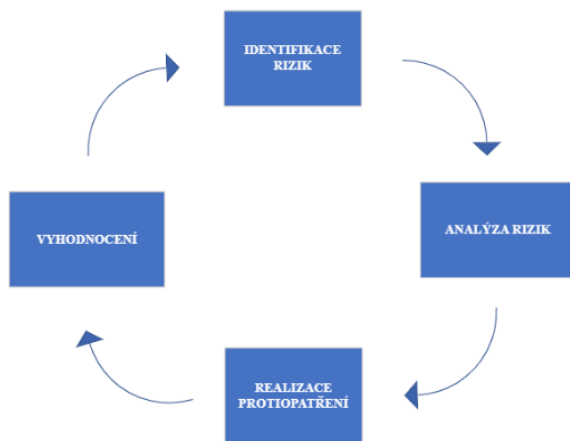 IDENTIFIKACE
RIZIK
ANALÝZA RIZIK
REALIZACE
PROTIOPATŘENÍ
VYHODNOCENÍ